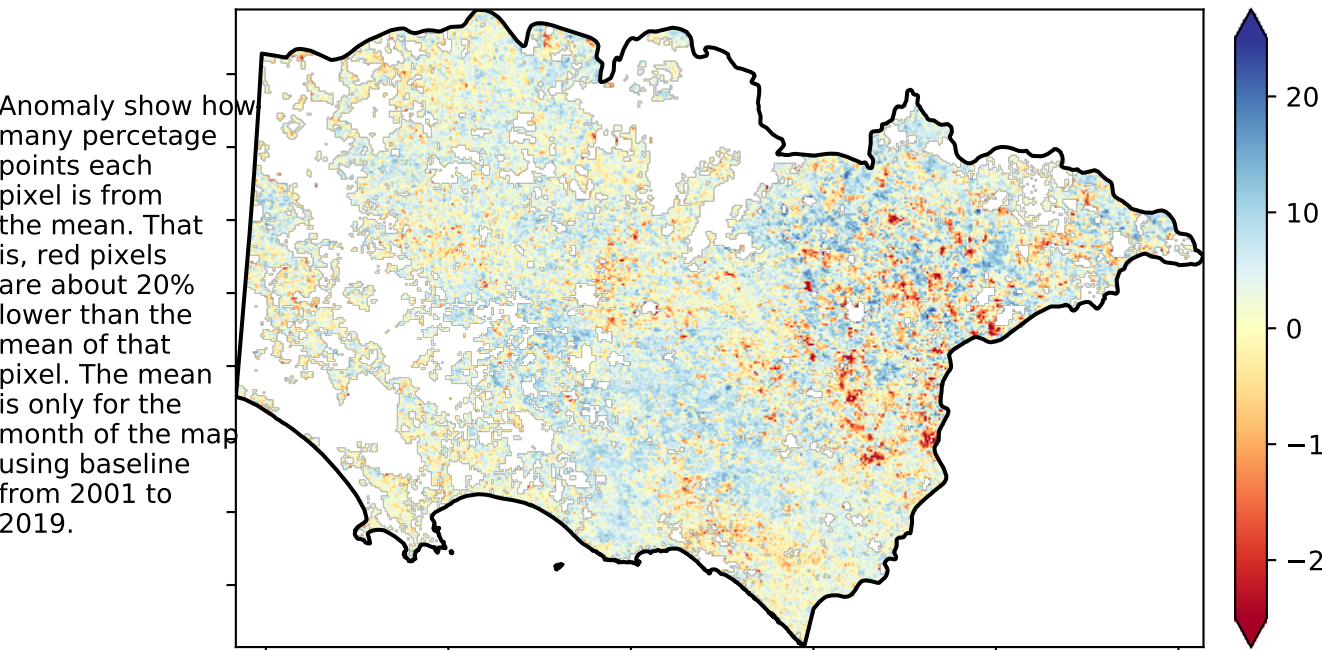 Anomaly show how
many percetage
points each
pixel is from
the mean. That
is, red pixels
are about 20%
lower than the
mean of that
pixel. The mean
is only for the
month of the map
using baseline
from 2001 to
2019.
20
10
0
−1
−2